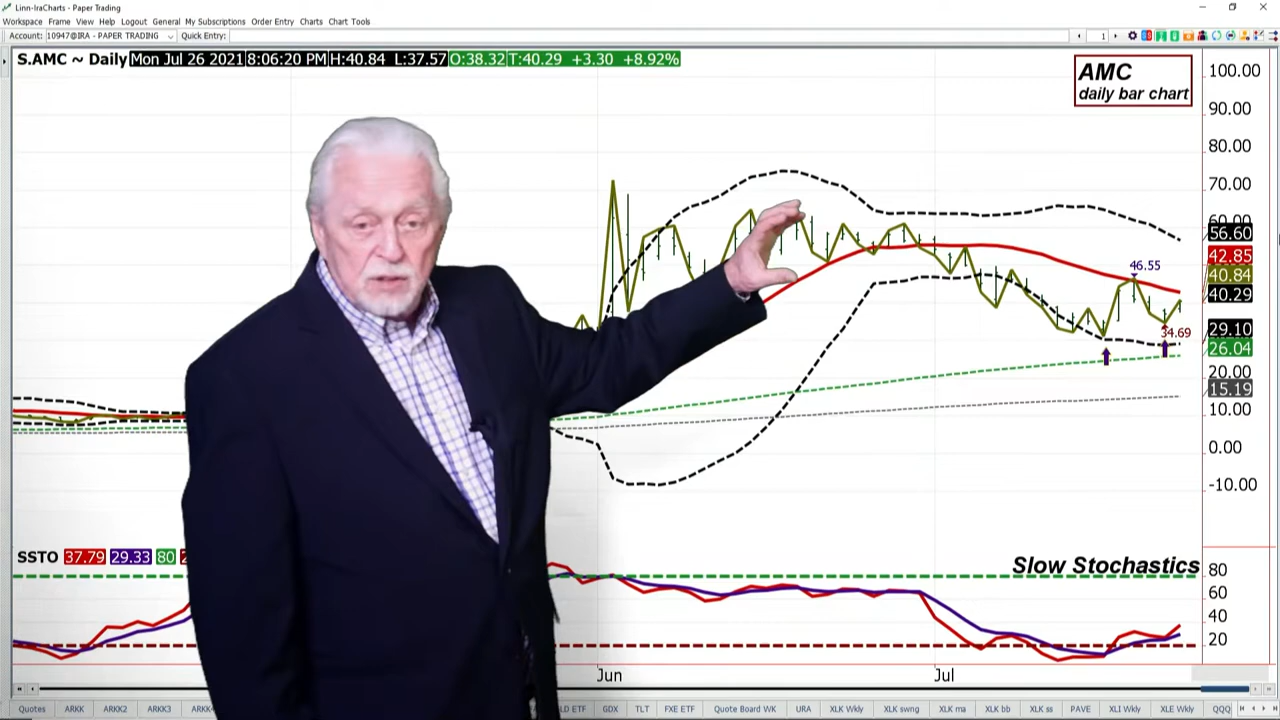 Linn-IraCharts - Paper Trading
Workspace Frame View Help Logout General My Subscriptions Order Entry Charts Chart Tools
Account: 10947@IRA - PAPER TRADING Quick Entry: 1
S.AMC ~ Daily Mon Jul 26 2021 8:06:20 PM H:40.84 L:37.57 O:38.32 T:40.29 +3.30 +8.92%
AMC
daily bar chart
100.00
90.00
80.00
70.00
60.00
56.60
46.55
42.85
40.84
40.29
34.69
29.10
26.04
20.00
15.19
10.00
0.00
-10.00
SSTO 37.79 29.33 80
Slow Stochastics
80
60
40
20
Jun Jul
Quotes ARKK ARKK2 ARKK3 ETF GDX TLT FXE ETF Quote Board WK URA XLK Wkly XLK swng XLK ma XLK bb XLK ss PAVE XLI Wkly XLE Wkly QQQ